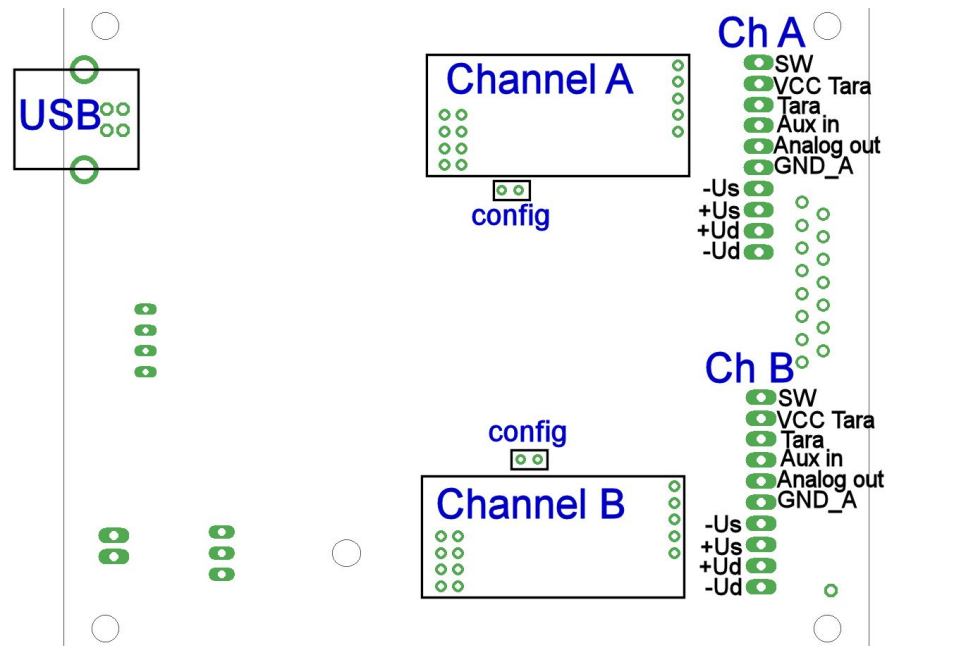 USB
Channel A
config
Ch A
SW
VCC Tara
Tara
Aux in
Analog out
GND_A
-Us
+Us
+Ud
-Ud
config
Channel B
Ch B
SW
VCC Tara
Tara
Aux in
Analog out
GND_A
-Us
+Us
+Ud
-Ud